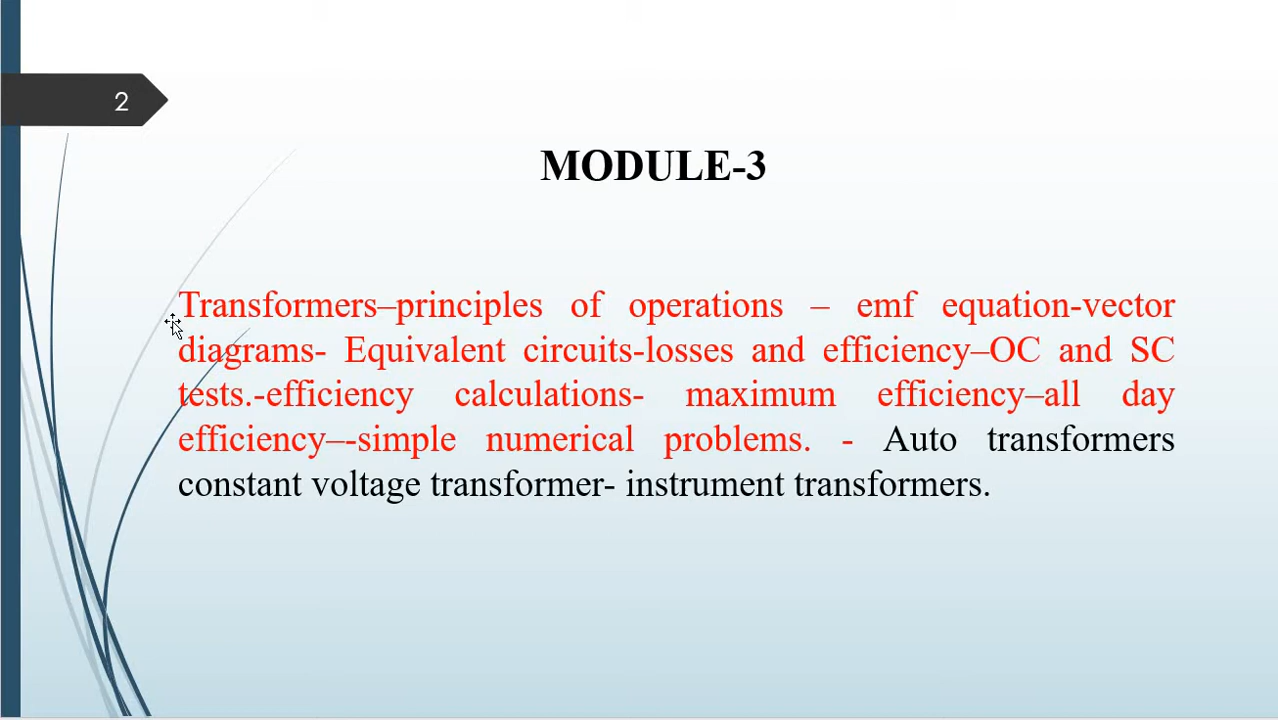 2
MODULE-3
Transformers–principles of operations – emf equation-vector
diagrams- Equivalent circuits-losses and efficiency–OC and SC
tests.-efficiency calculations- maximum efficiency–all day
efficiency–-simple numerical problems. - Auto transformers
constant voltage transformer- instrument transformers.